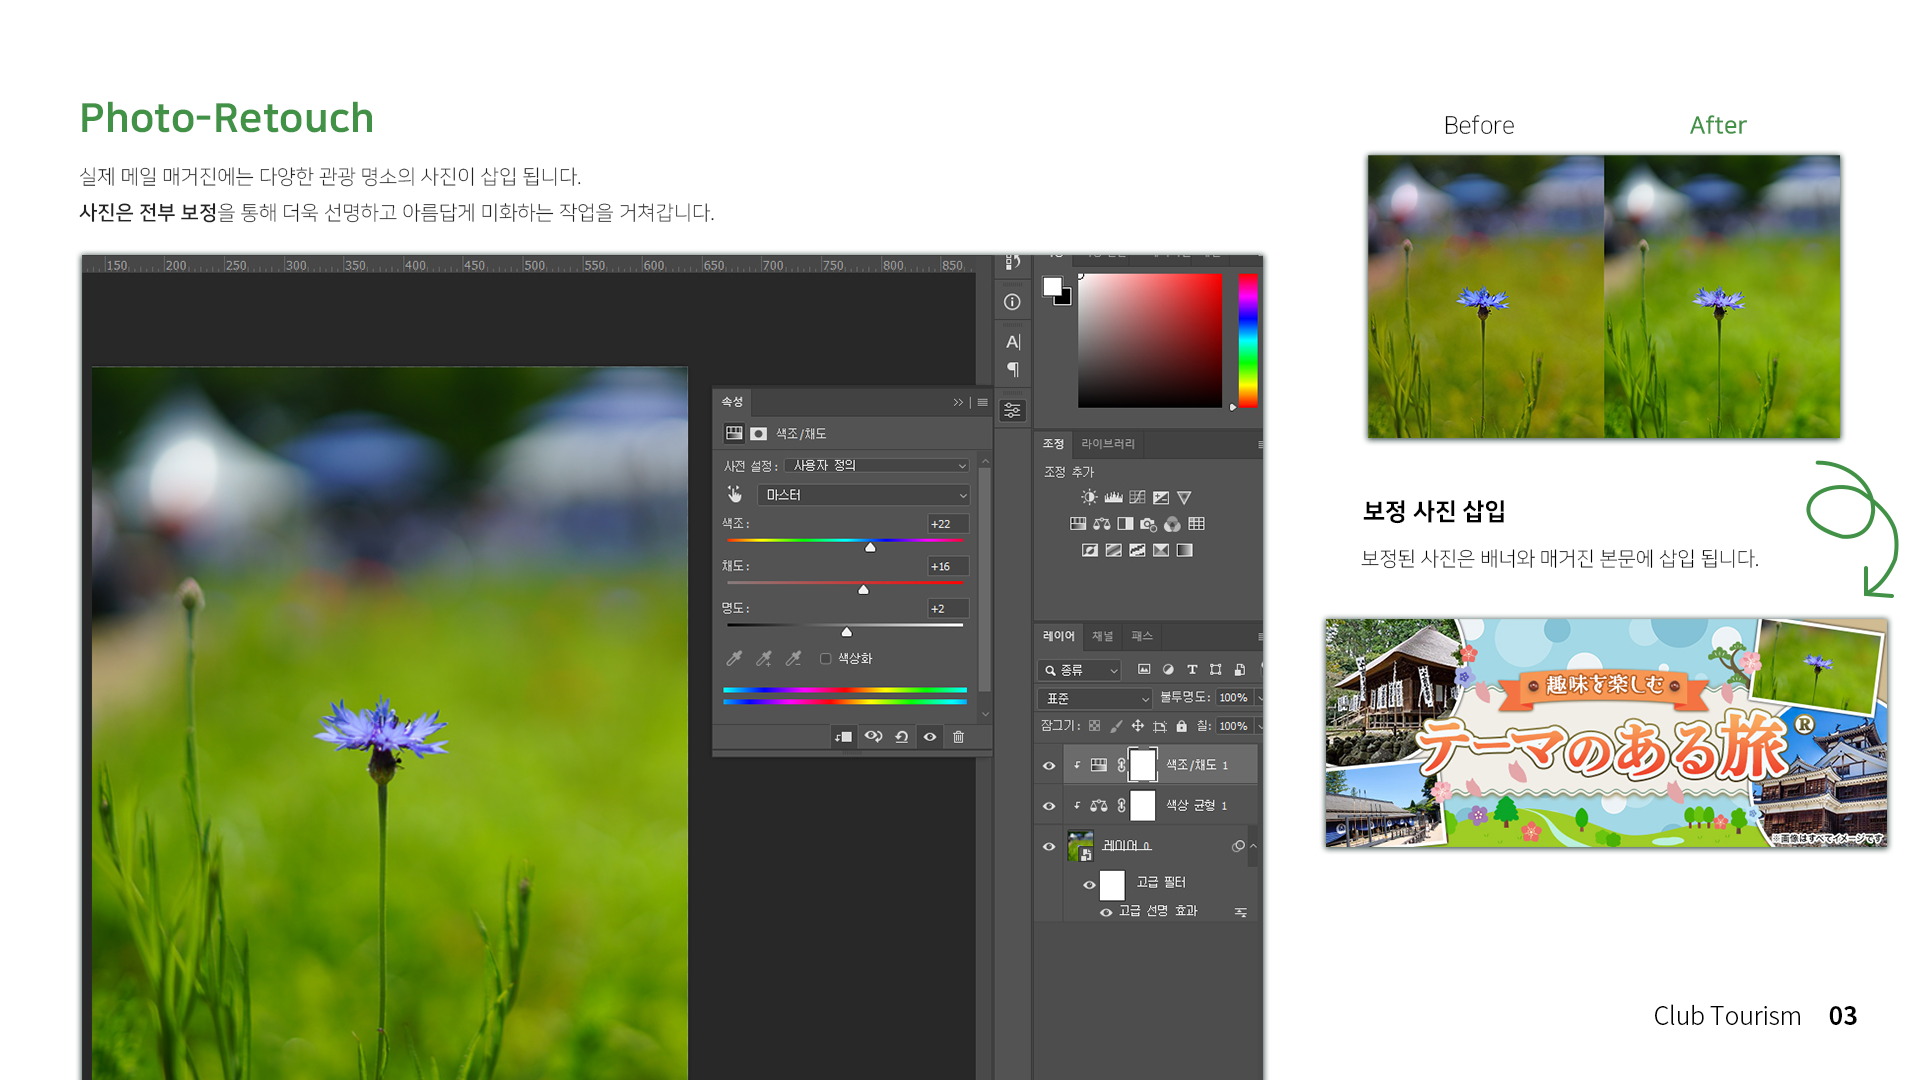 Photo-Retouch
실제 메일 매거진에는 다양한 관광 명소의 사진이 삽입 됩니다.
사진은 전부 보정을 통해 더욱 선명하고 아름답게 미화하는 작업을 거쳐갑니다.
150 200 250 300 350 400 450 500 550 600 650 700 750 800 850
속성
색조/채도
사전 설정: 사용자 정의
마스터
색조: +22
채도: +16
명도: +2
색상화
A
조정 라이브러리
조정 추가
레이어 채널 패스
종류
표준 불투명도: 100%
잠그기: 칠: 100%
색조/채도 1
색상 균형 1
레이어 0
고급 필터
고급 선명 효과
Before After
보정 사진 삽입
보정된 사진은 배너와 매거진 본문에 삽입 됩니다.
趣味を楽しむ
テーマのある旅®
※画像はすべてイメージです
Club Tourism 03